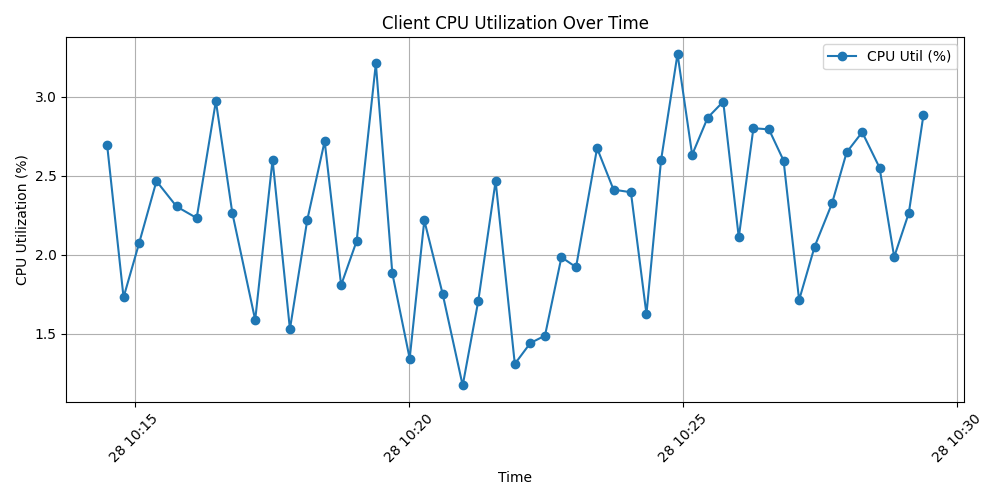 Client CPU Utilization Over Time
CPU Util (%)
CPU Utilization (%)
3.0
2.5
2.0
1.5
28 10:15
28 10:20
28 10:25
28 10:30
Time